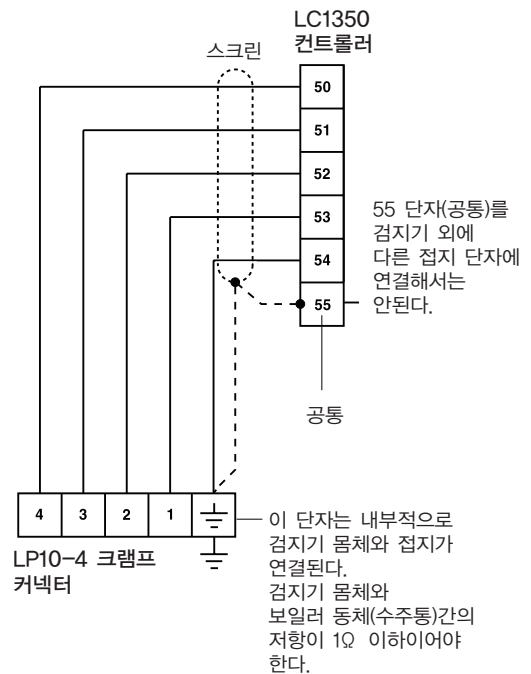 LC1350
컨트롤러
스크린
50
51
52
53
54
55
55 단자(공통)를
검지기 외에
다른 접지 단자에
연결해서는
안된다.
공통
4 3 2 1
LP10-4 크램프
커넥터
이 단자는 내부적으로
검지기 몸체와 접지가
연결된다.
검지기 몸체와
보일러 동체(수주통)간의
저항이 1Ω 이하이어야
한다.